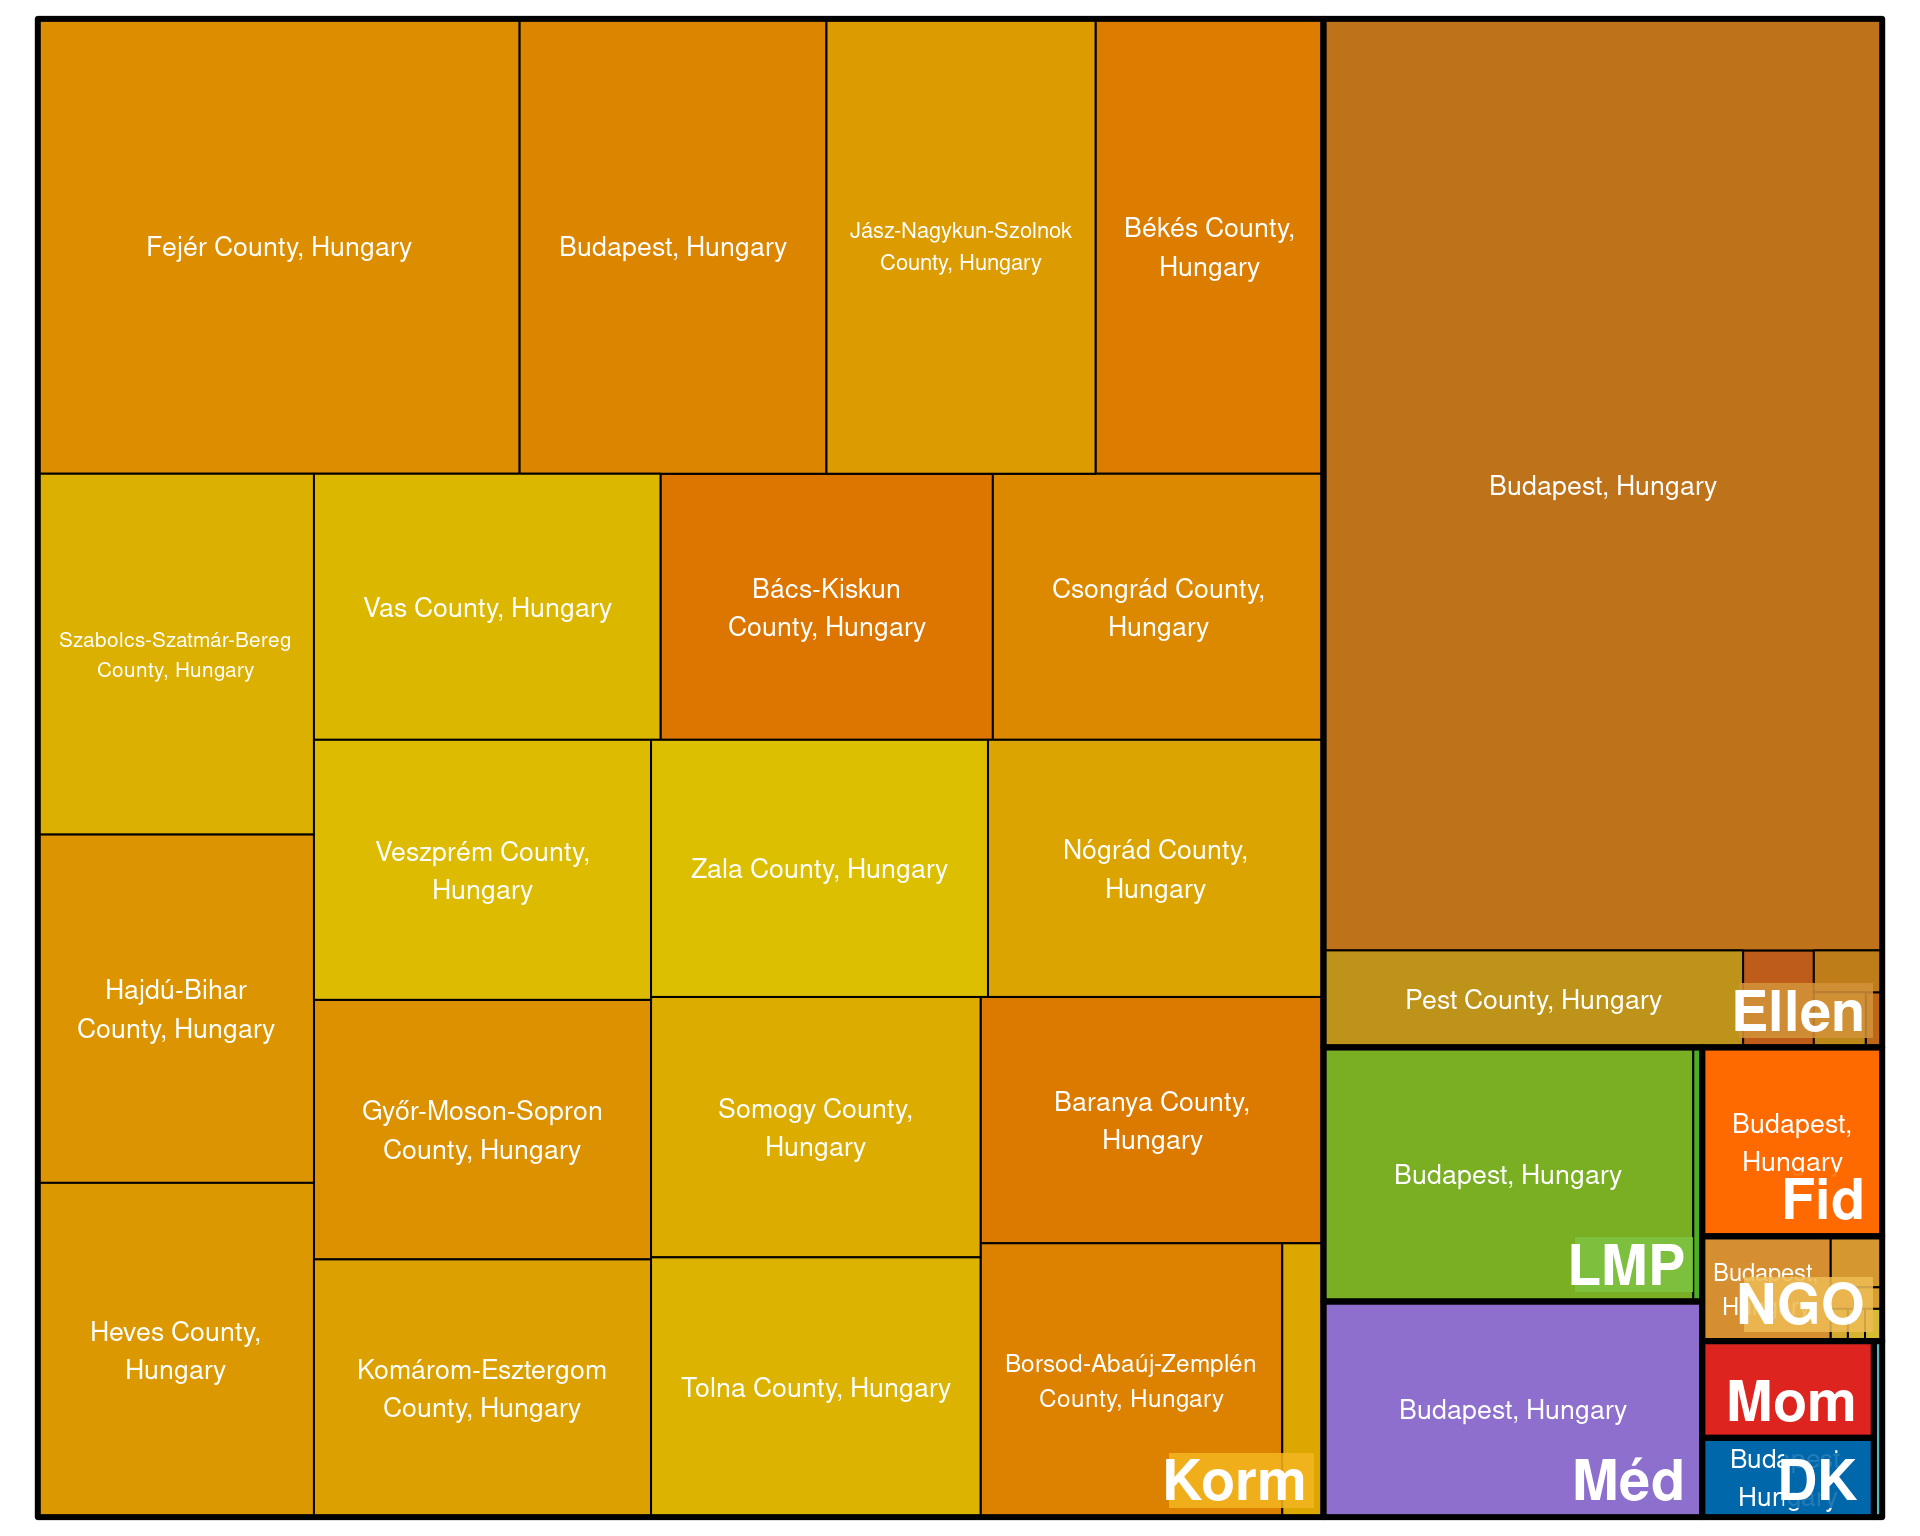 Fejér County, Hungary
Budapest, Hungary
Jász-Nagykun-Szolnok
County, Hungary
Békés County,
Hungary
Szabolcs-Szatmár-Bereg
County, Hungary
Vas County, Hungary
Bács-Kiskun
County, Hungary
Csongrád County,
Hungary
Veszprém County,
Hungary
Zala County, Hungary
Nógrád County,
Hungary
Hajdú-Bihar
County, Hungary
Győr-Moson-Sopron
County, Hungary
Somogy County,
Hungary
Baranya County,
Hungary
Heves County,
Hungary
Komárom-Esztergom
County, Hungary
Tolna County, Hungary
Borsod-Abaúj-Zemplén
County, Hungary
Korm
Budapest, Hungary
Pest County, Hungary
Ellen
Budapest, Hungary
LMP
Budapest, Hungary
Méd
Budapest,
Hungary
Fid
Budapest,
NGO
Mom
Budapest,
Hungary
DK